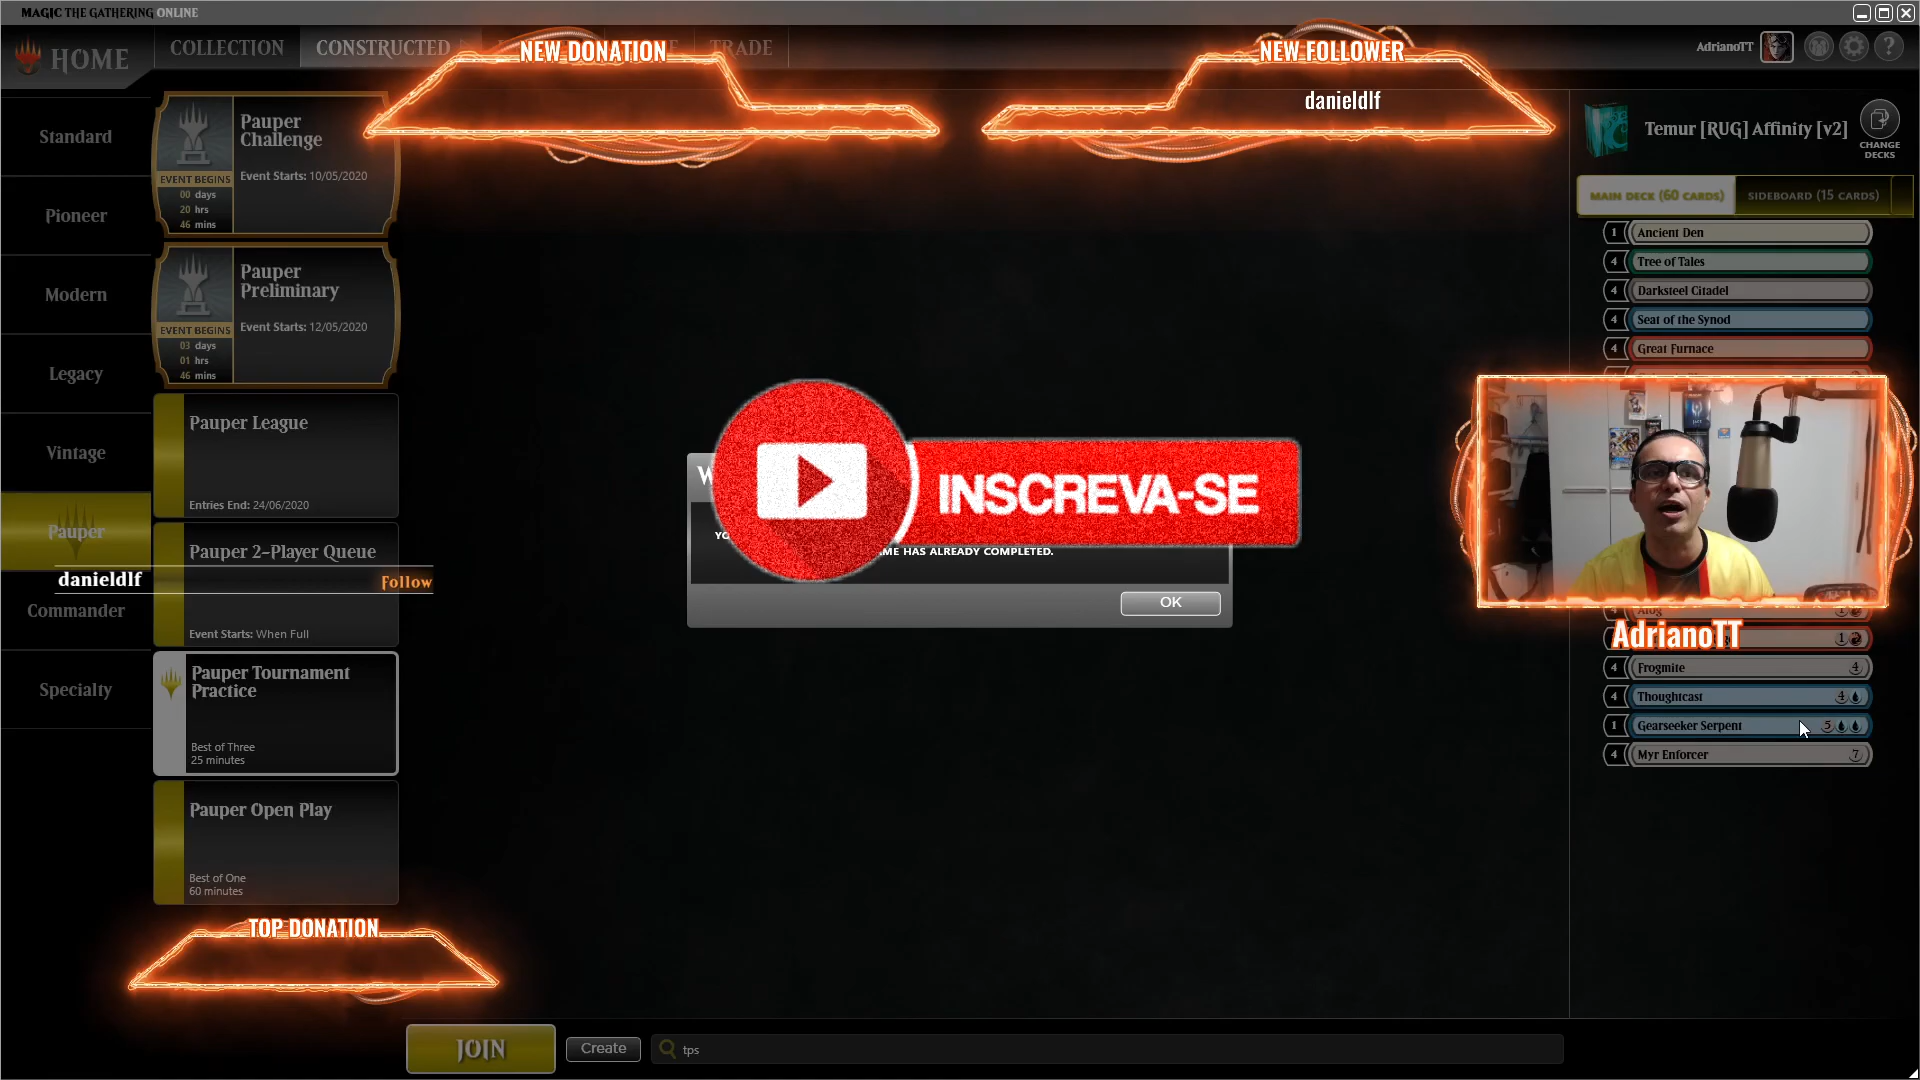 MAGIC THE GATHERING ONLINE
HOME
COLLECTION
CONSTRUCTED
TRADE
AdrianoTT
NEW DONATION
NEW FOLLOWER
danieldlf
Standard
Pioneer
Modern
Legacy
Vintage
Pauper
Commander
Specialty
Pauper
Challenge
Event Starts: 10/05/2020
EVENT BEGINS
00 days
20 hrs
46 mins
Pauper
Preliminary
Event Starts: 12/05/2020
EVENT BEGINS
03 days
01 hrs
46 mins
Pauper League
Entries End: 24/06/2020
Pauper 2-Player Queue
danieldlf
Follow
Event Starts: When Full
Pauper Tournament
Practice
Best of Three
25 minutes
Pauper Open Play
Best of One
60 minutes
TOP DONATION
INSCREVA-SE
ME HAS ALREADY COMPLETED.
OK
Temur [RUG] Affinity [v2]
CHANGE
DECKS
MAIN DECK (60 CARDS)
SIDEBOARD (15 CARDS)
1 Ancient Den
4 Tree of Tales
4 Darksteel Citadel
4 Seat of the Synod
4 Great Furnace
AdrianoTT
1
4 Frogmite 4
4 Thoughtcast 4
1 Gearseeker Serpent 5
4 Myr Enforcer 7
JOIN
Create
tps